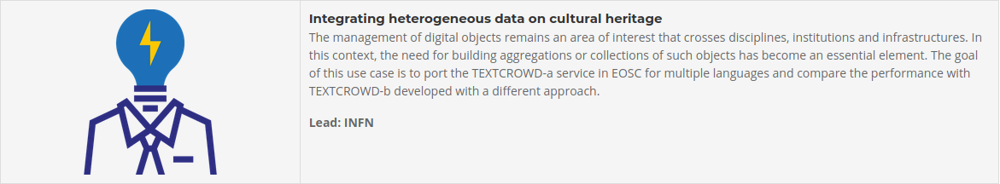 Integrating heterogeneous data on cultural heritage
The management of digital objects remains an area of interest that crosses disciplines, institutions and infrastructures. In
this context, the need for building aggregations or collections of such objects has become an essential element. The goal
of this use case is to port the TEXTCROWD-a service in EOSC for multiple languages and compare the performance with
TEXTCROWD-b developed with a different approach.
Lead: INFN